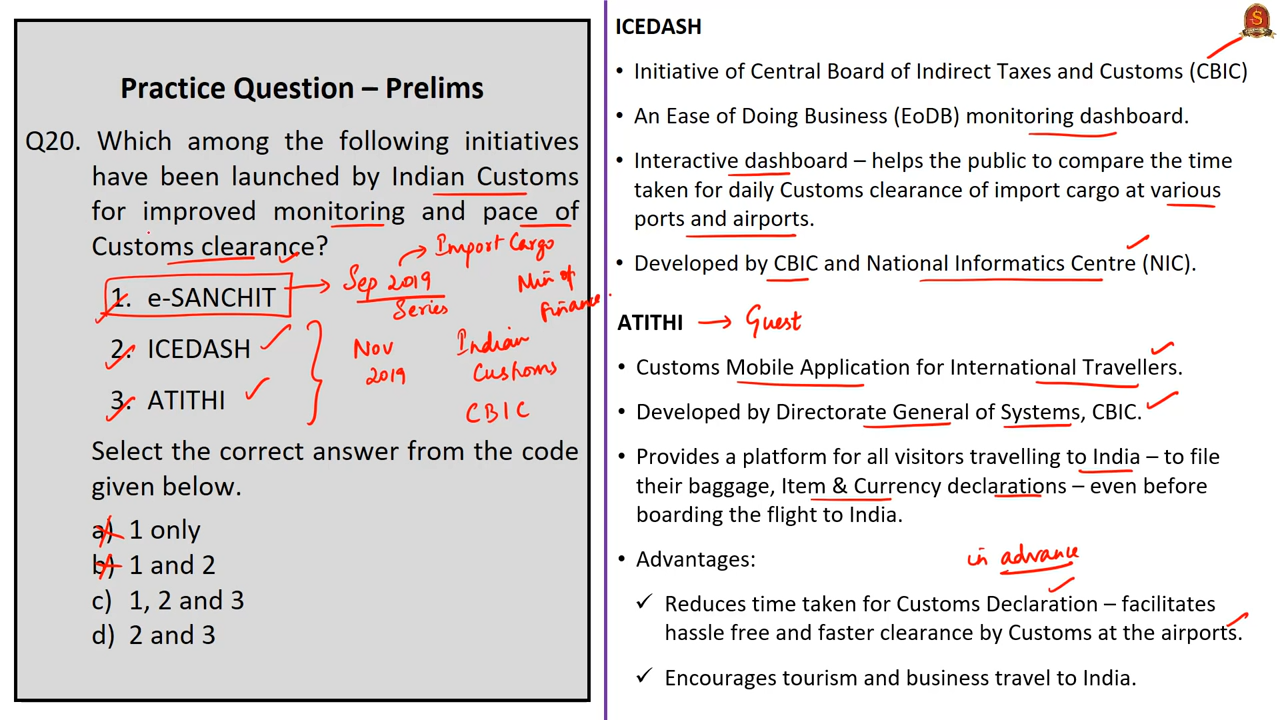 Practice Question – Prelims
Q20. Which among the following initiatives
have been launched by Indian Customs
for improved monitoring and pace of
Customs clearance?
Import Cargo
1. e-SANCHIT
Sep 2019
Series
Min of
Finance
2. ICEDASH
Nov
2019
Indian
Customs
3. ATITHI
CBIC
Select the correct answer from the code
given below.
a) 1 only
b) 1 and 2
c) 1, 2 and 3
d) 2 and 3
ICEDASH
• Initiative of Central Board of Indirect Taxes and Customs (CBIC)
• An Ease of Doing Business (EoDB) monitoring dashboard.
• Interactive dashboard – helps the public to compare the time
taken for daily Customs clearance of import cargo at various
ports and airports.
• Developed by CBIC and National Informatics Centre (NIC).
ATITHI → Guest
• Customs Mobile Application for International Travellers.
• Developed by Directorate General of Systems, CBIC.
• Provides a platform for all visitors travelling to India – to file
their baggage, Item & Currency declarations – even before
boarding the flight to India.
• Advantages:
in advance
✓ Reduces time taken for Customs Declaration – facilitates
hassle free and faster clearance by Customs at the airports.
✓ Encourages tourism and business travel to India.